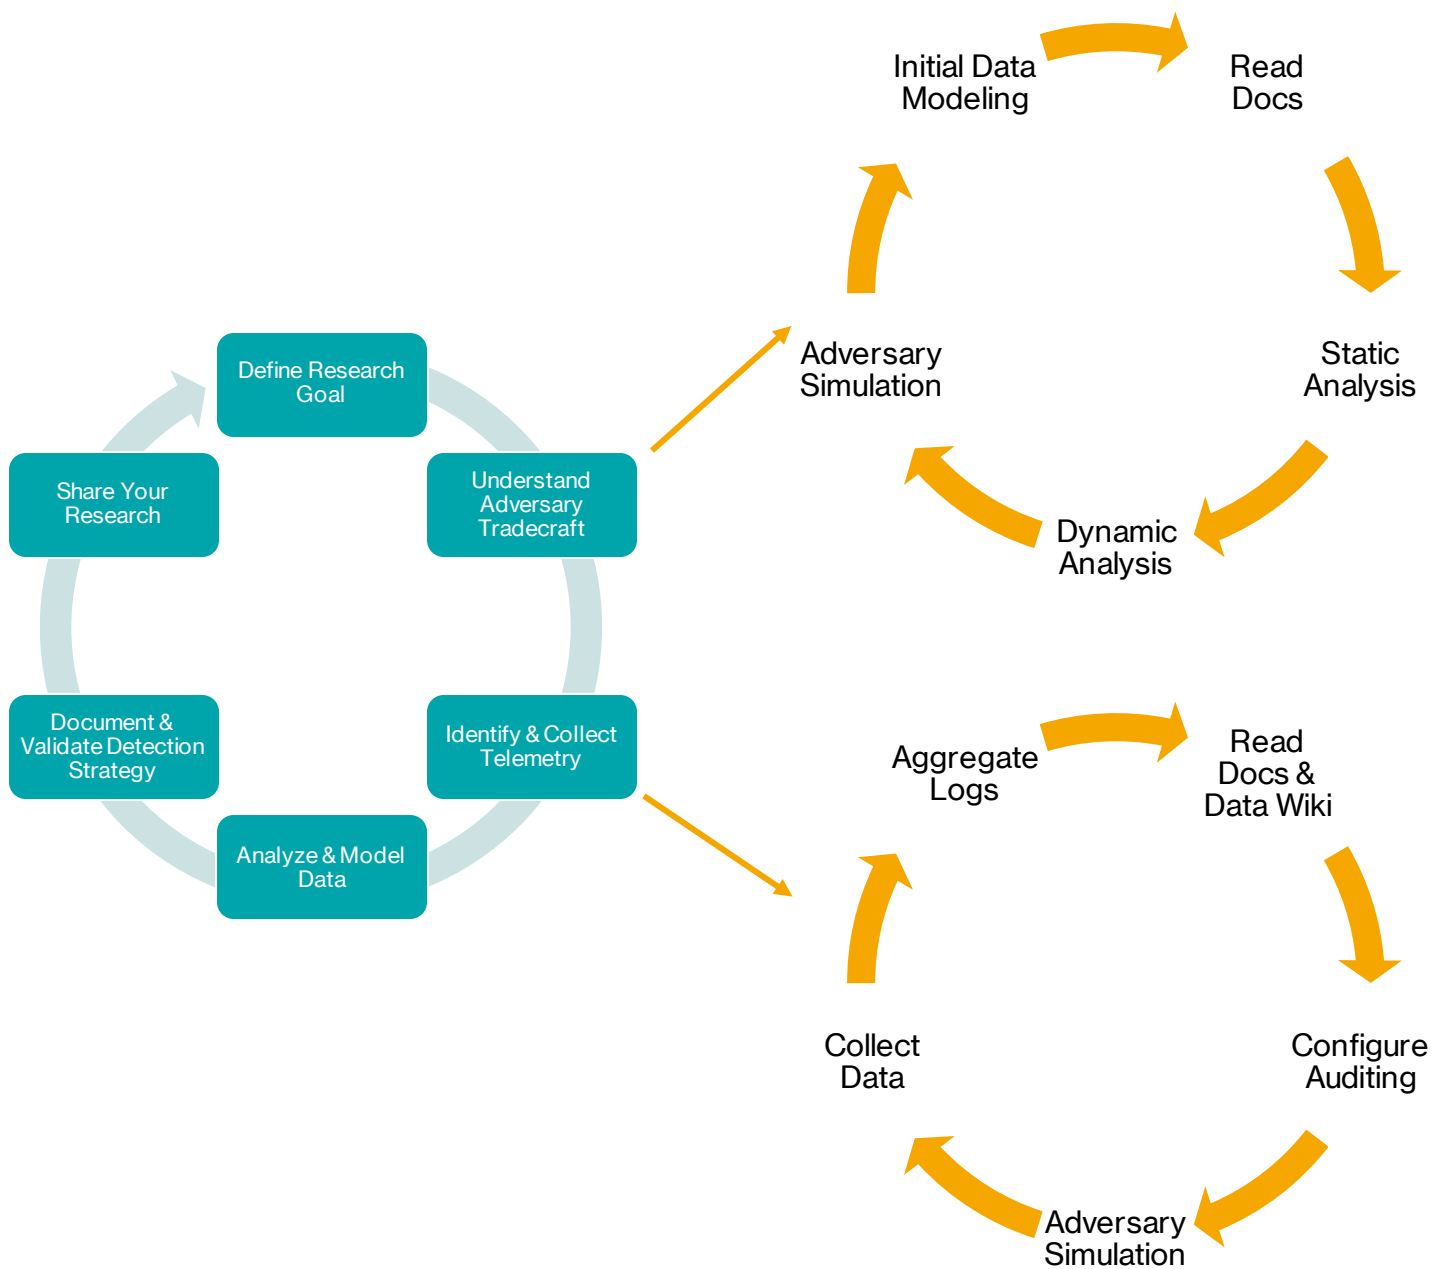 Define Research
Goal
Understand
Adversary
Tradecraft
Identify & Collect
Telemetry
Analyze & Model
Data
Document &
Validate Detection
Strategy
Share Your
Research
Initial Data
Modeling
Read
Docs
Static
Analysis
Dynamic
Analysis
Adversary
Simulation
Aggregate
Logs
Read
Docs &
Data Wiki
Configure
Auditing
Adversary
Simulation
Collect
Data